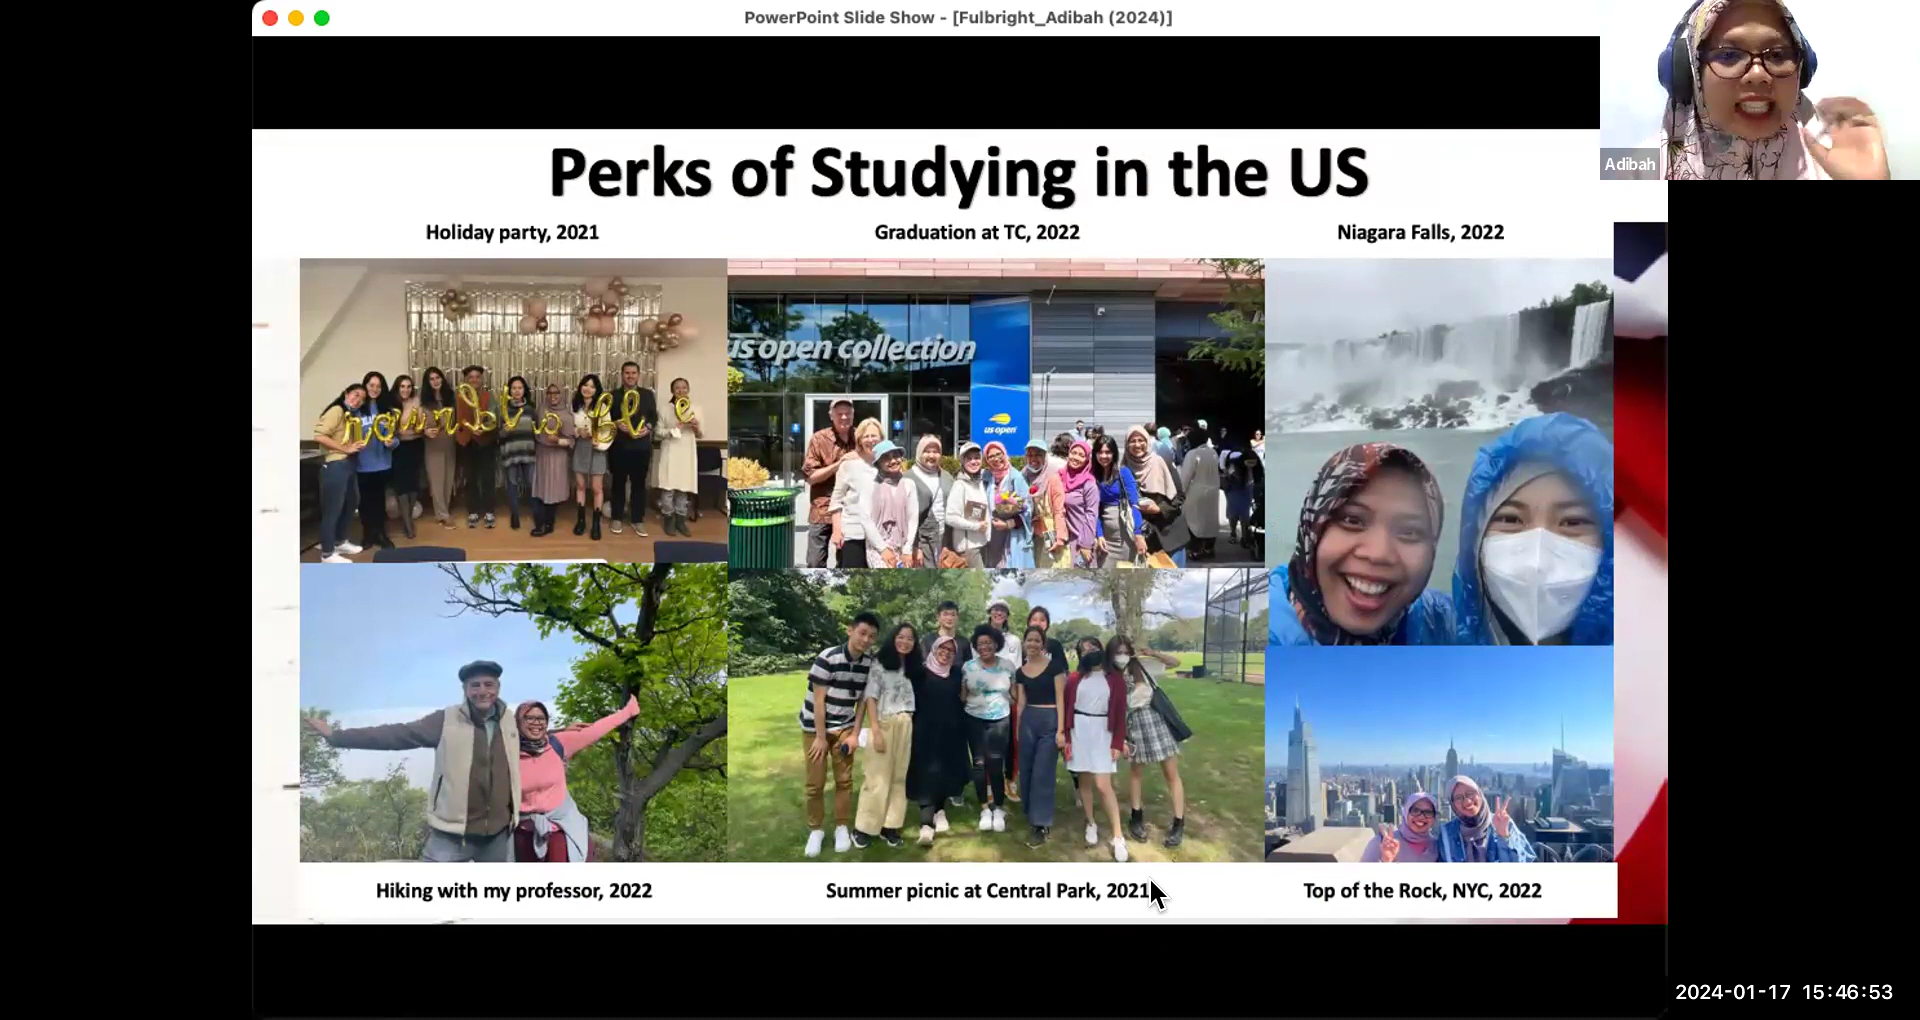 PowerPoint Slide Show - [Fulbright_Adibah (2024)]
Adibah
Perks of Studying in the US
Holiday party, 2021
Graduation at TC, 2022
Niagara Falls, 2022
roundtable
us open collection
us open
Hiking with my professor, 2022
Summer picnic at Central Park, 2021
Top of the Rock, NYC, 2022
2024-01-17 15:46:53